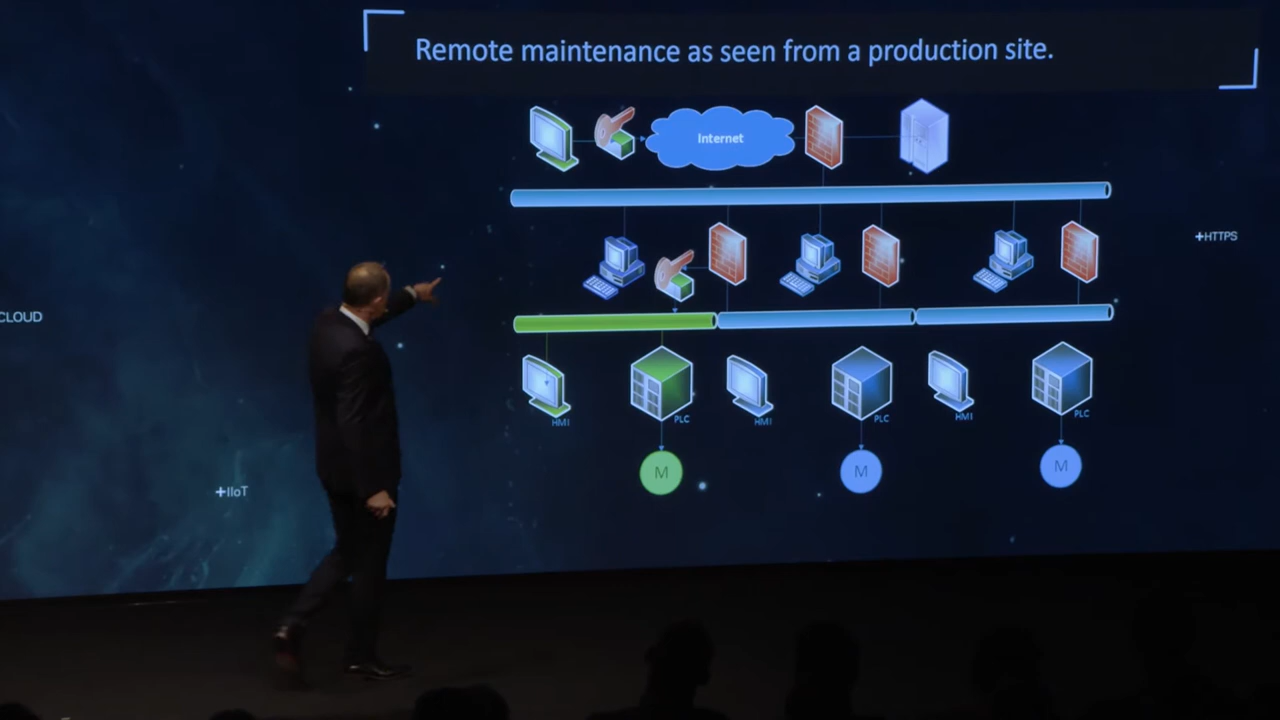 Remote maintenance as seen from a production site.
Internet
+HTTPS
CLOUD
HMI
PLC
HMI
PLC
HMI
PLC
M
M
M
+IIoT